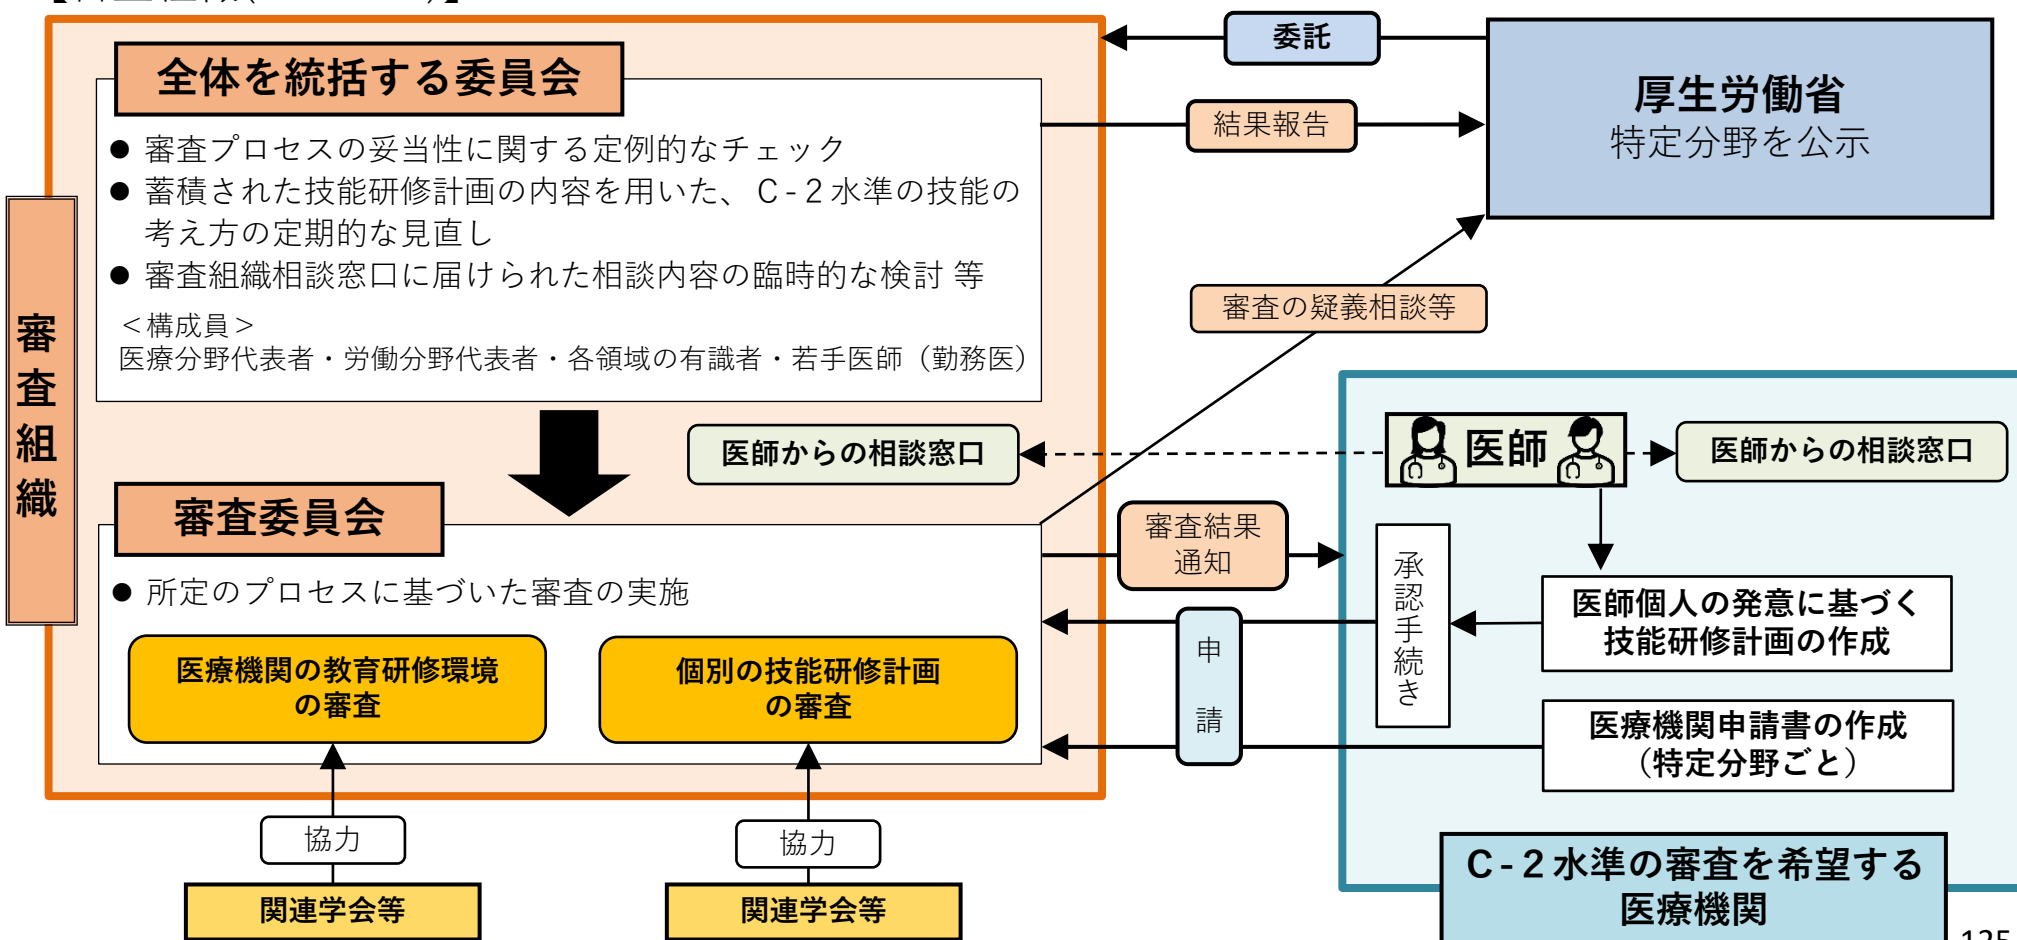 審査組織
全体を統括する委員会
● 審査プロセスの妥当性に関する定例的なチェック
● 蓄積された技能研修計画の内容を用いた、C-2水準の技能の
考え方の定期的な見直し
● 審査組織相談窓口に届けられた相談内容の臨時的な検討 等
＜構成員＞
医療分野代表者・労働分野代表者・各領域の有識者・若手医師（勤務医）
医師からの相談窓口
審査委員会
● 所定のプロセスに基づいた審査の実施
医療機関の教育研修環境
の審査
個別の技能研修計画
の審査
協力
協力
関連学会等
関連学会等
委託
結果報告
厚生労働省
特定分野を公示
審査の疑義相談等
審査結果
通知
申請
医師
医師からの相談窓口
承認手続き
医師個人の発意に基づく
技能研修計画の作成
医療機関申請書の作成
（特定分野ごと）
C-2水準の審査を希望する
医療機関